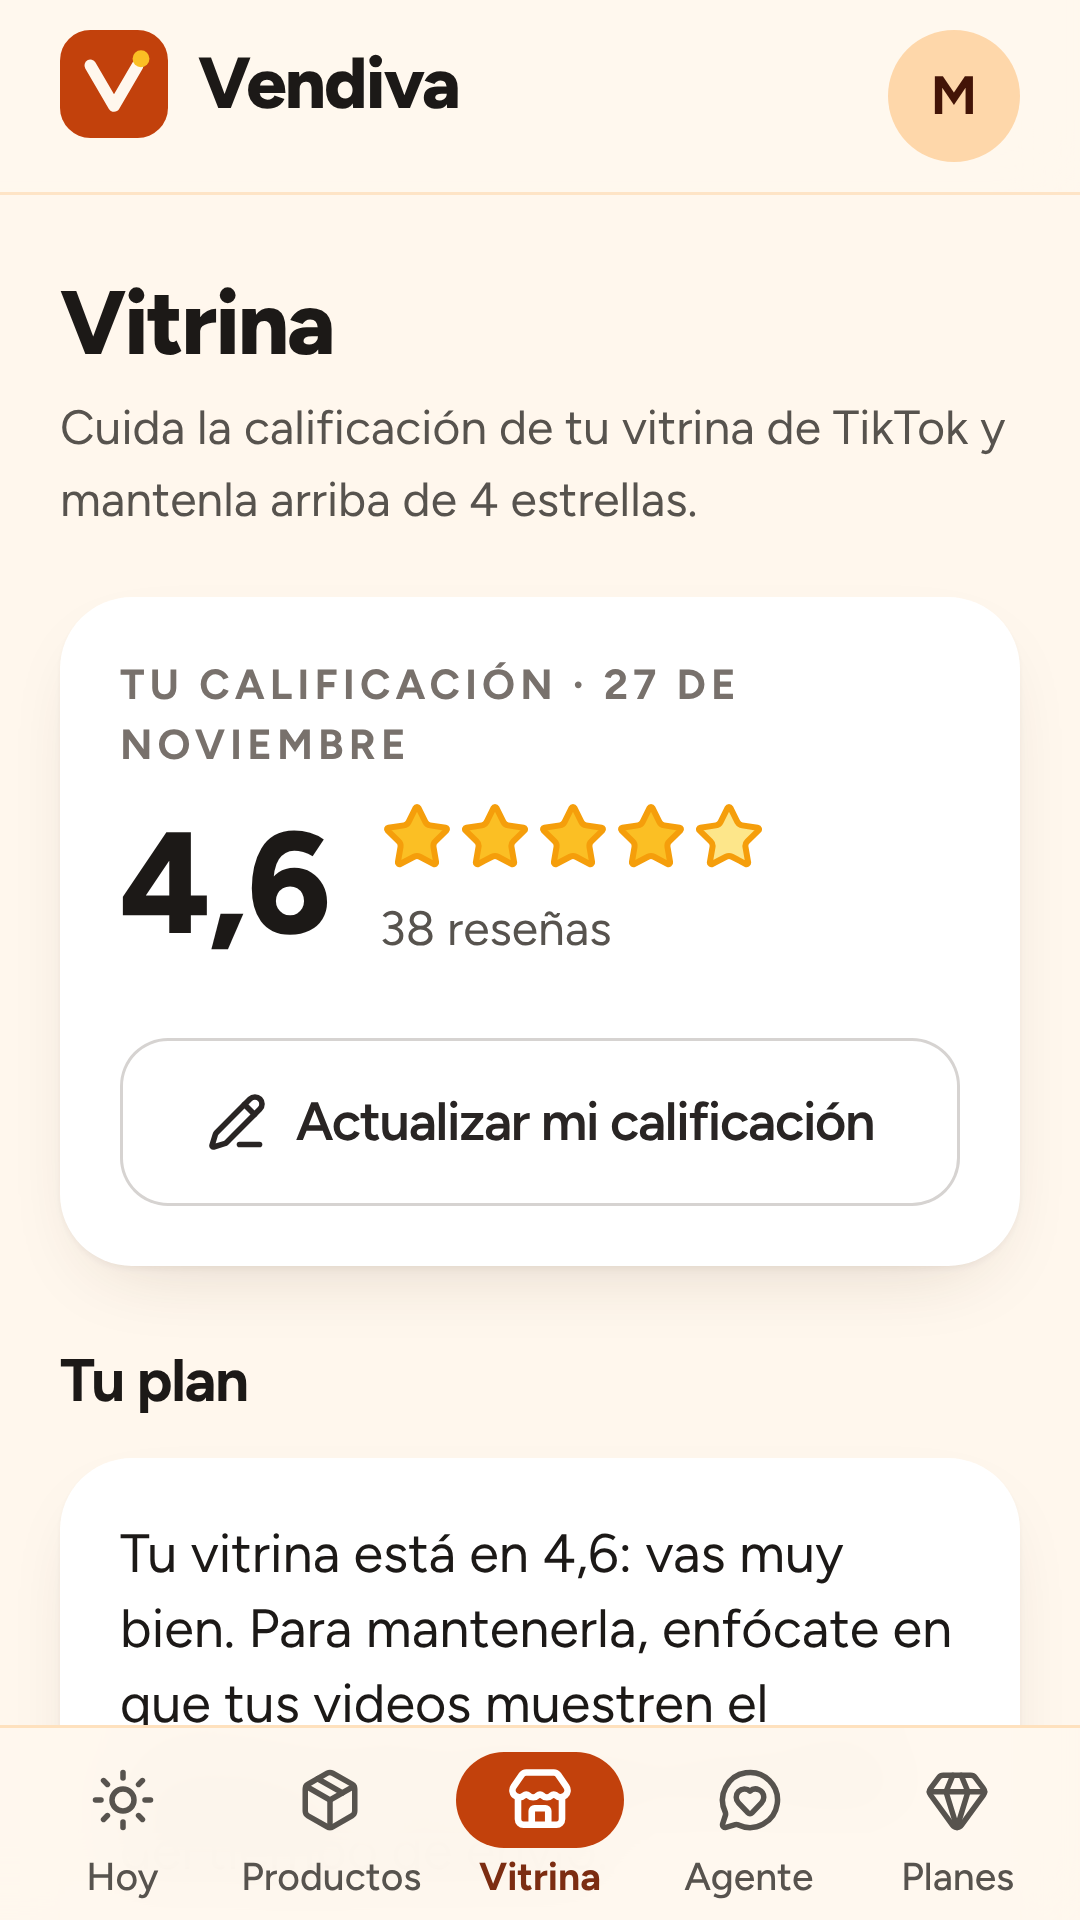 Vendiva
M
Vitrina
Cuida la calificación de tu vitrina de TikTok y
mantenla arriba de 4 estrellas.
TU CALIFICACIÓN · 27 DE
NOVIEMBRE
4,6
38 reseñas
Actualizar mi calificación
Tu plan
Tu vitrina está en 4,6: vas muy
bien. Para mantenerla, enfócate en
que tus videos muestren el
Hoy
Productos
Vitrina
Agente
Planes